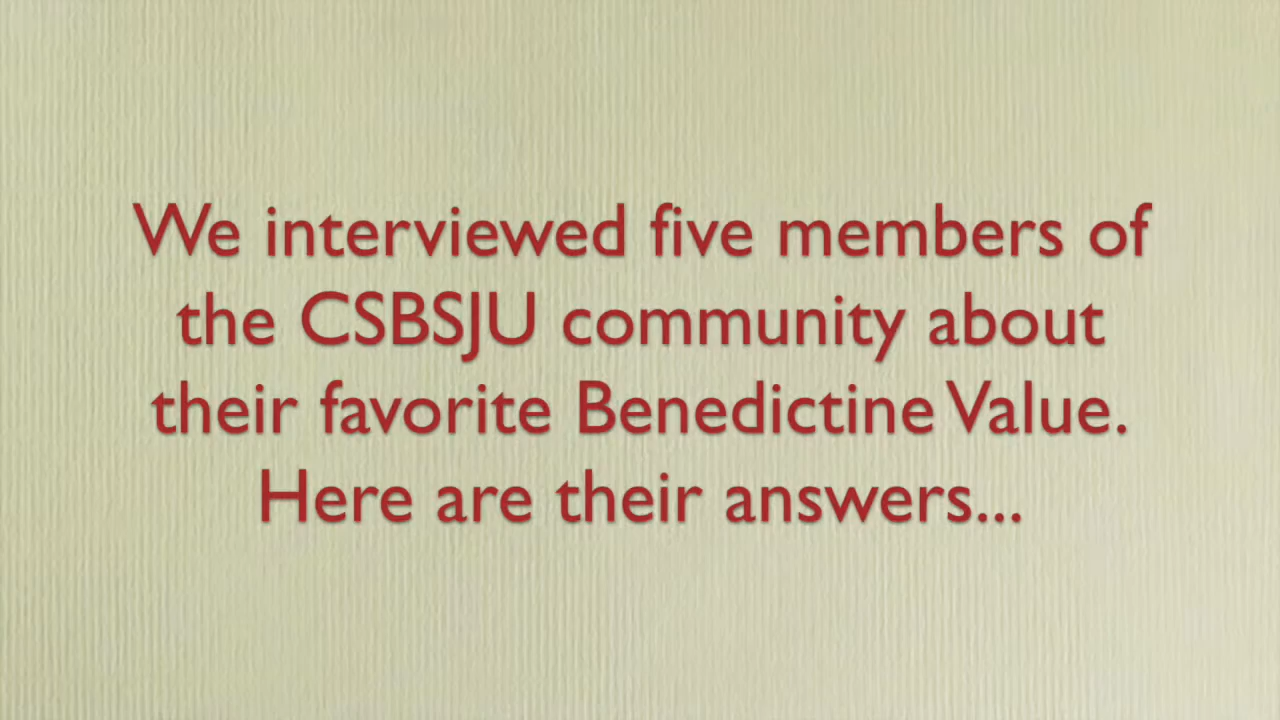 We interviewed five members of
the CSBSJU community about
their favorite Benedictine Value.
Here are their answers...